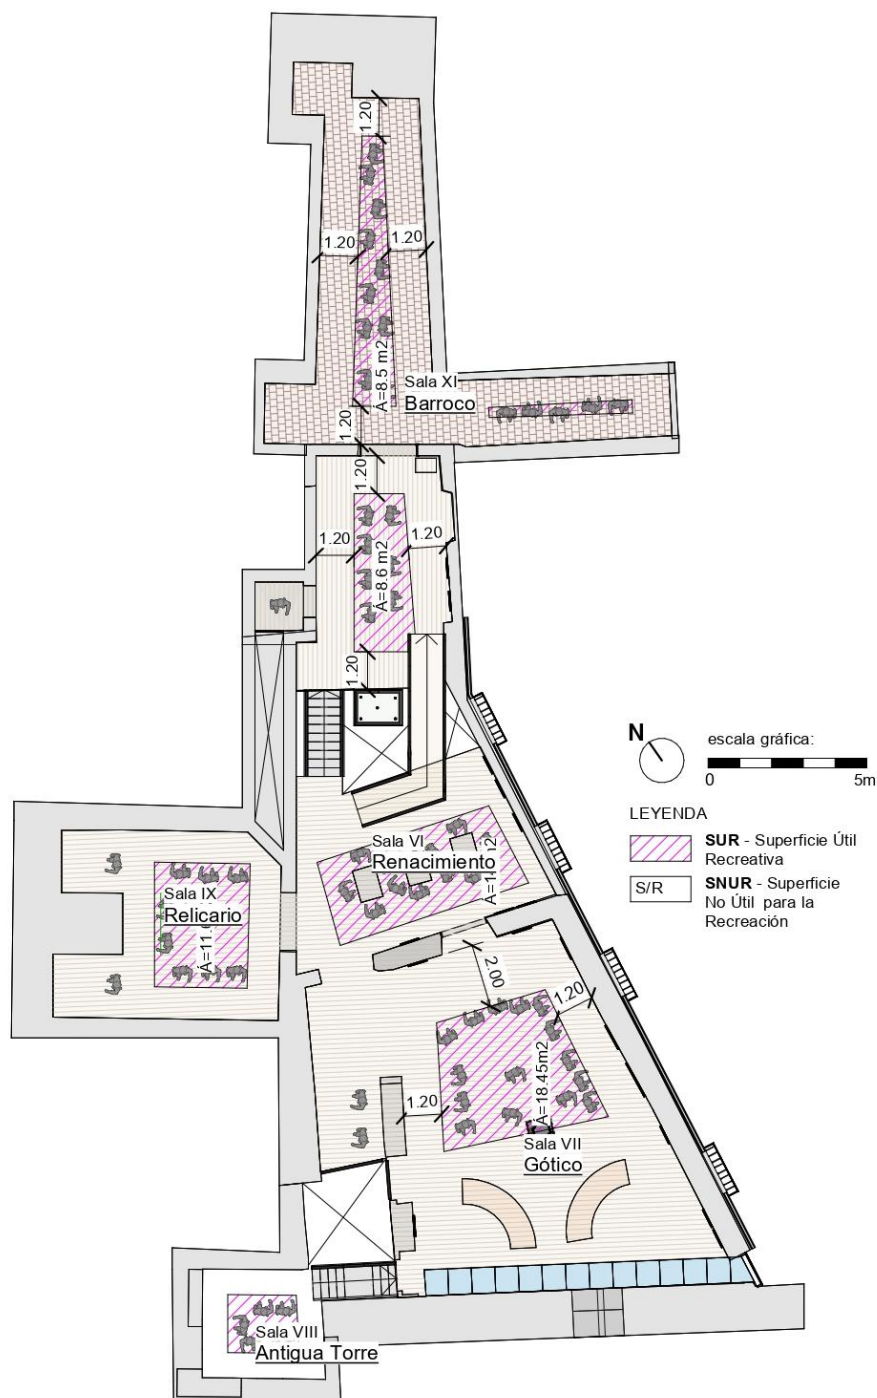 1.20
1.20
1.20
Á=8.5 m2
Sala XI
Barroco
1.20
1.20
1.20
1.20
Á=8.6 m2
1.20
N
escala gráfica:
0
5m
LEYENDA
SUR - Superficie Útil
Recreativa
S/R
SNUR - Superficie
No Útil para la
Recreación
Sala VI
Renacimiento
Sala IX
Relicario
2.00
1.20
1.20
Á=18.45m2
Sala VII
Gótico
Sala VIII
Antigua Torre